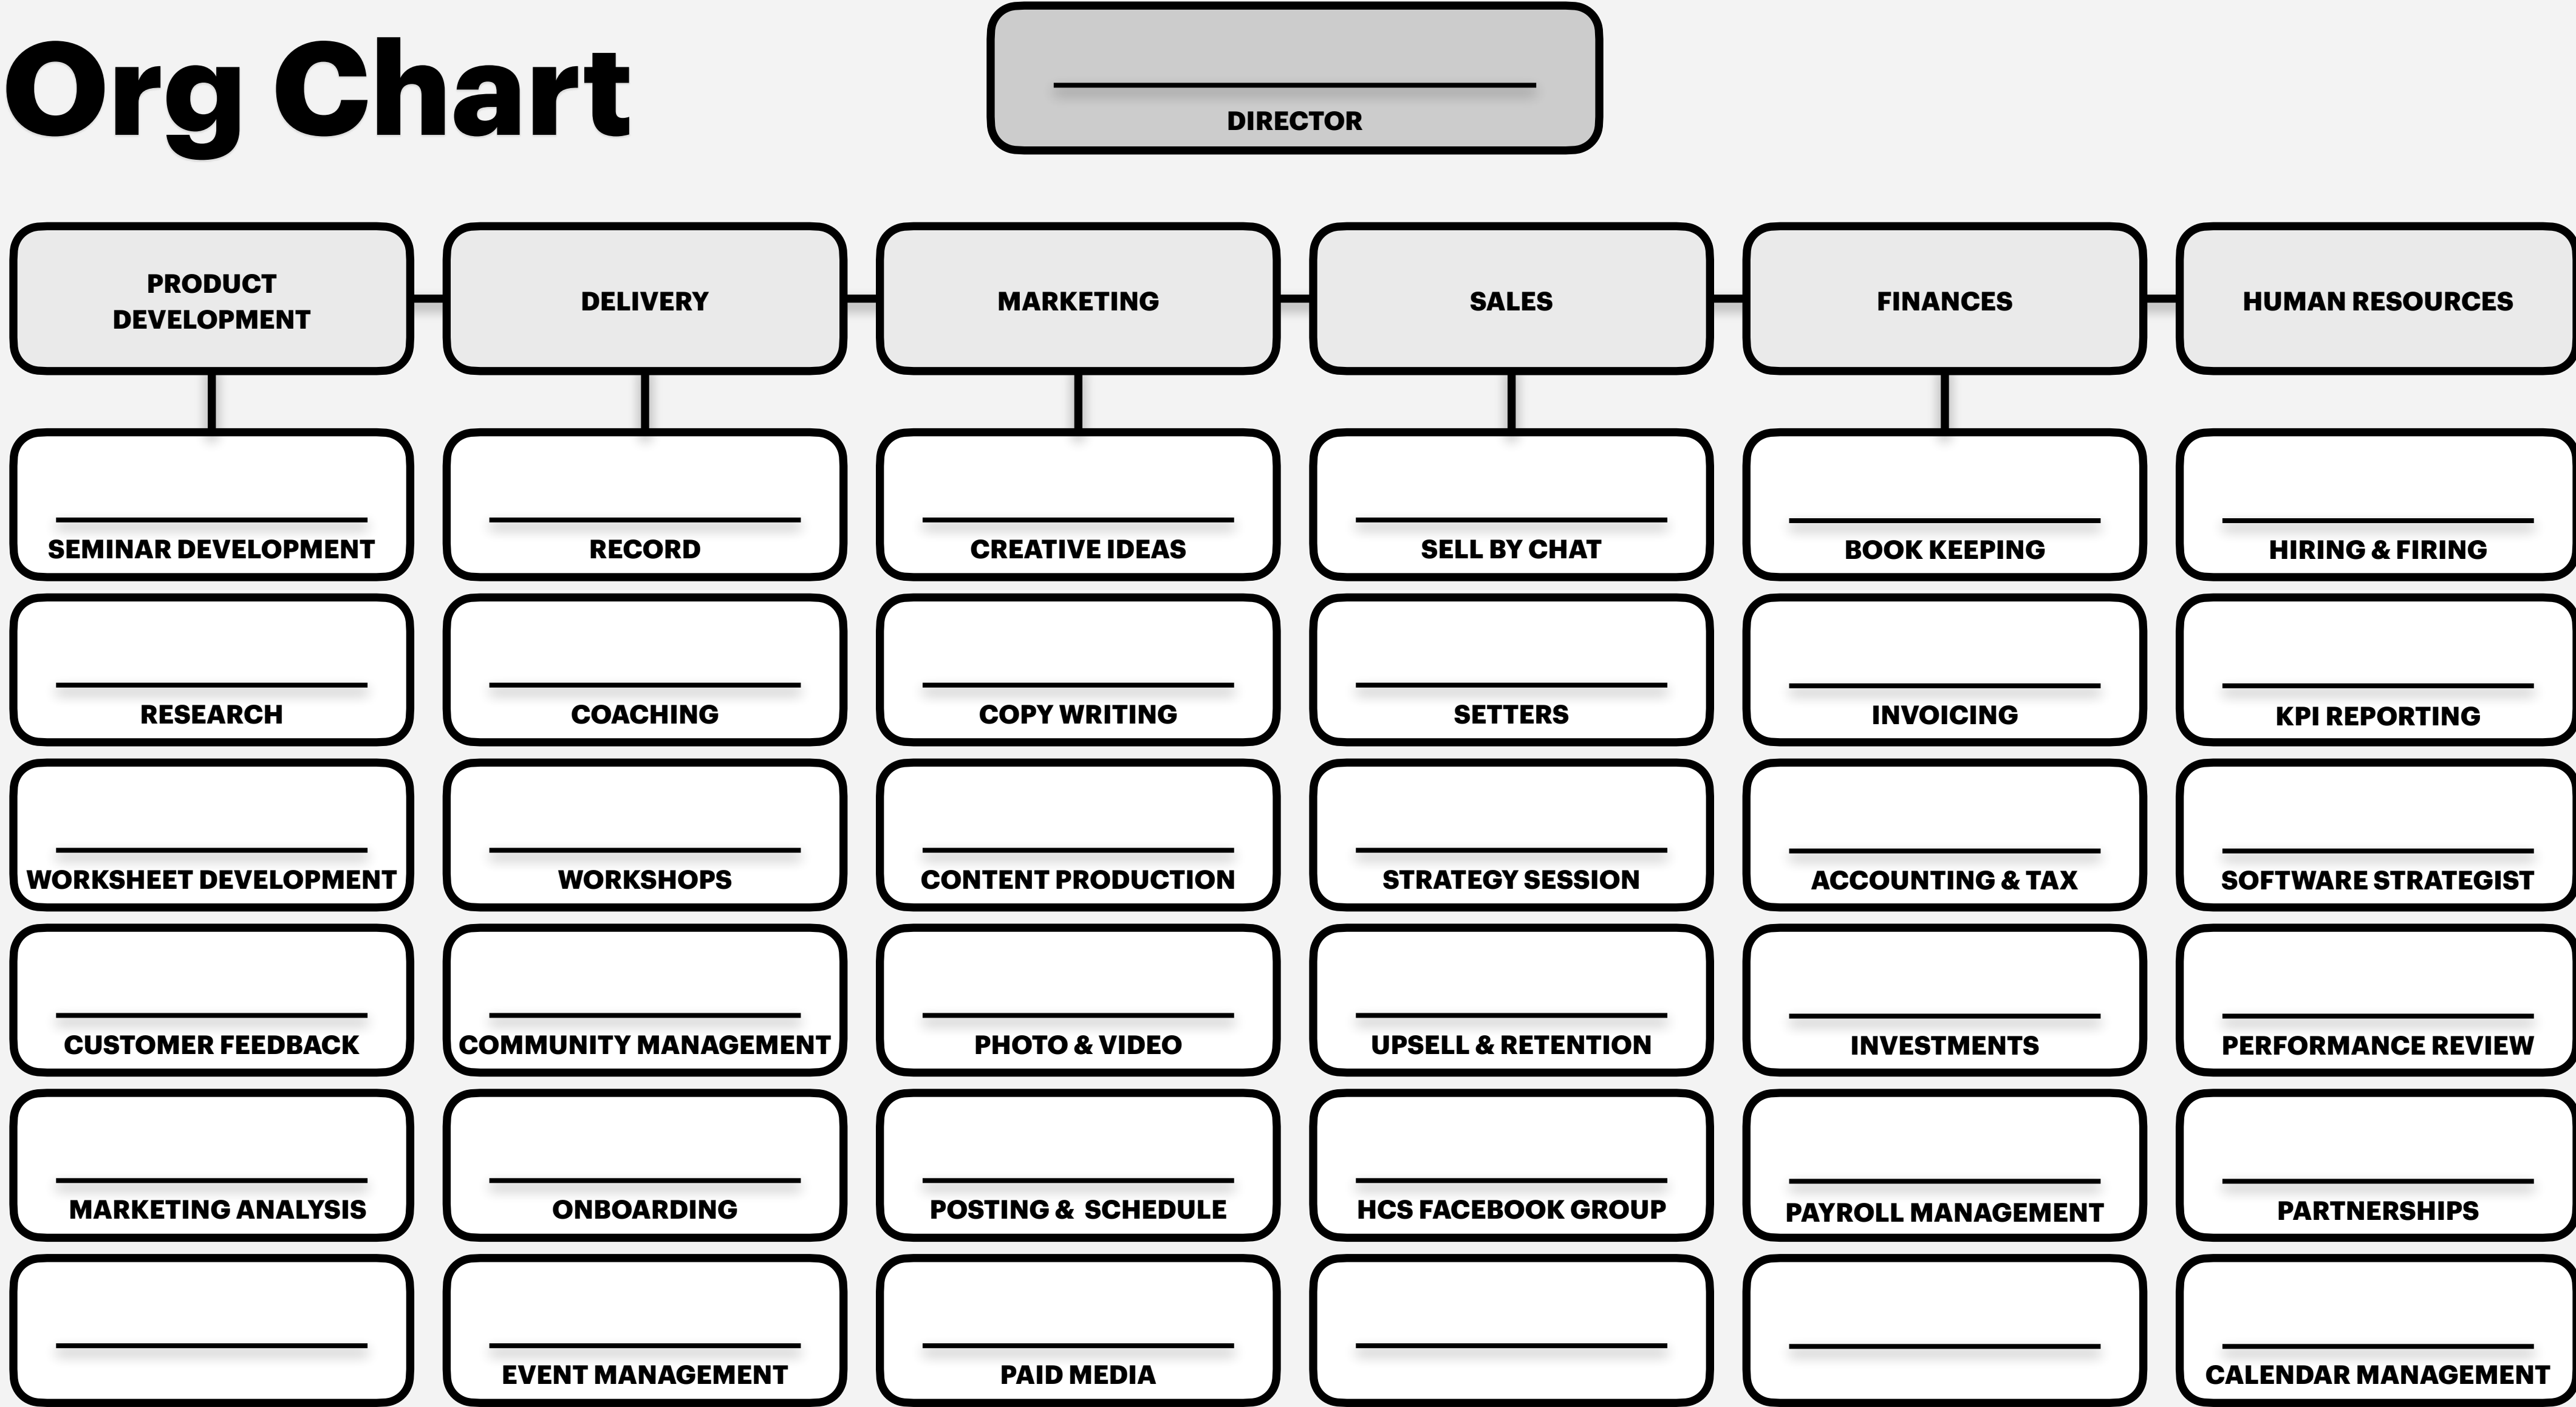 Org Chart
DIRECTOR
PRODUCT
DEVELOPMENT
DELIVERY
MARKETING
SALES
FINANCES
HUMAN RESOURCES
SEMINAR DEVELOPMENT
RECORD
CREATIVE IDEAS
SELL BY CHAT
BOOK KEEPING
HIRING & FIRING
RESEARCH
COACHING
COPY WRITING
SETTERS
INVOICING
KPI REPORTING
WORKSHEET DEVELOPMENT
WORKSHOPS
CONTENT PRODUCTION
STRATEGY SESSION
ACCOUNTING & TAX
SOFTWARE STRATEGIST
CUSTOMER FEEDBACK
COMMUNITY MANAGEMENT
PHOTO & VIDEO
UPSELL & RETENTION
INVESTMENTS
PERFORMANCE REVIEW
MARKETING ANALYSIS
ONBOARDING
POSTING &  SCHEDULE
HCS FACEBOOK GROUP
PAYROLL MANAGEMENT
PARTNERSHIPS
EVENT MANAGEMENT
PAID MEDIA
CALENDAR MANAGEMENT